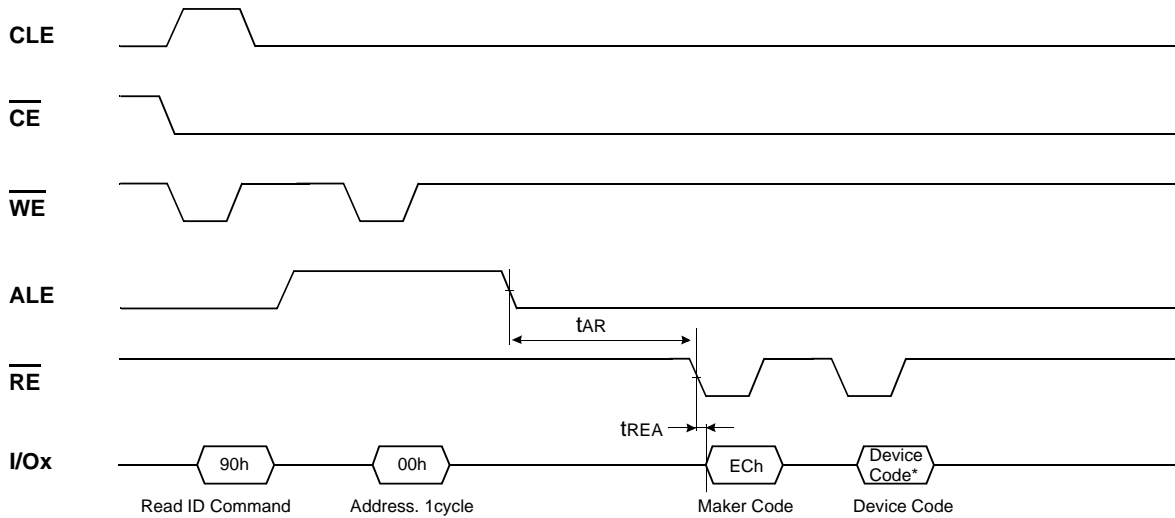 CLE
CE
WE
ALE
tAR
RE
tREA
I/Ox
90h
00h
ECh
Device
Code*
Read ID Command
Address. 1cycle
Maker Code
Device Code